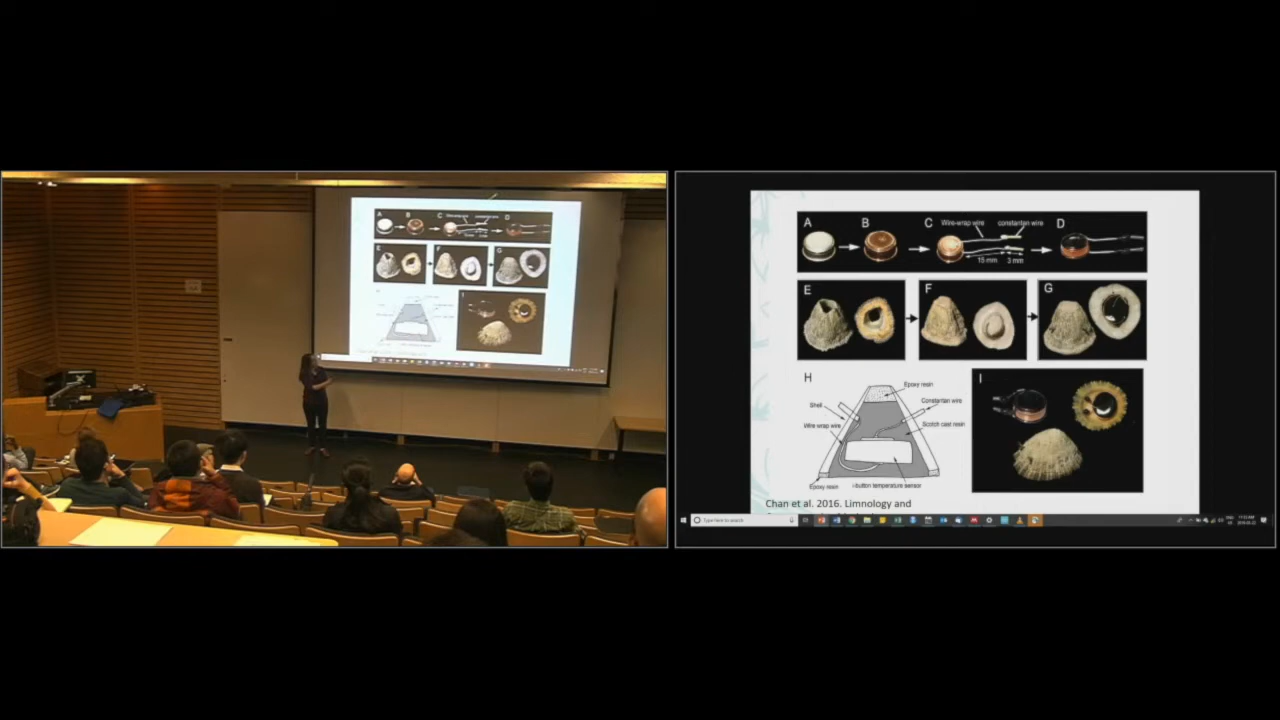 A
B
C
Wire-wrap wire
constantan wire
D
15 mm
3 mm
E
F
G
H
Epoxy resin
Shell
Constantan wire
Wire wrap wire
Scotch cast resin
Epoxy resin
i-button temperature sensor
I
Chan et al. 2016. Limnology and
Type here to search